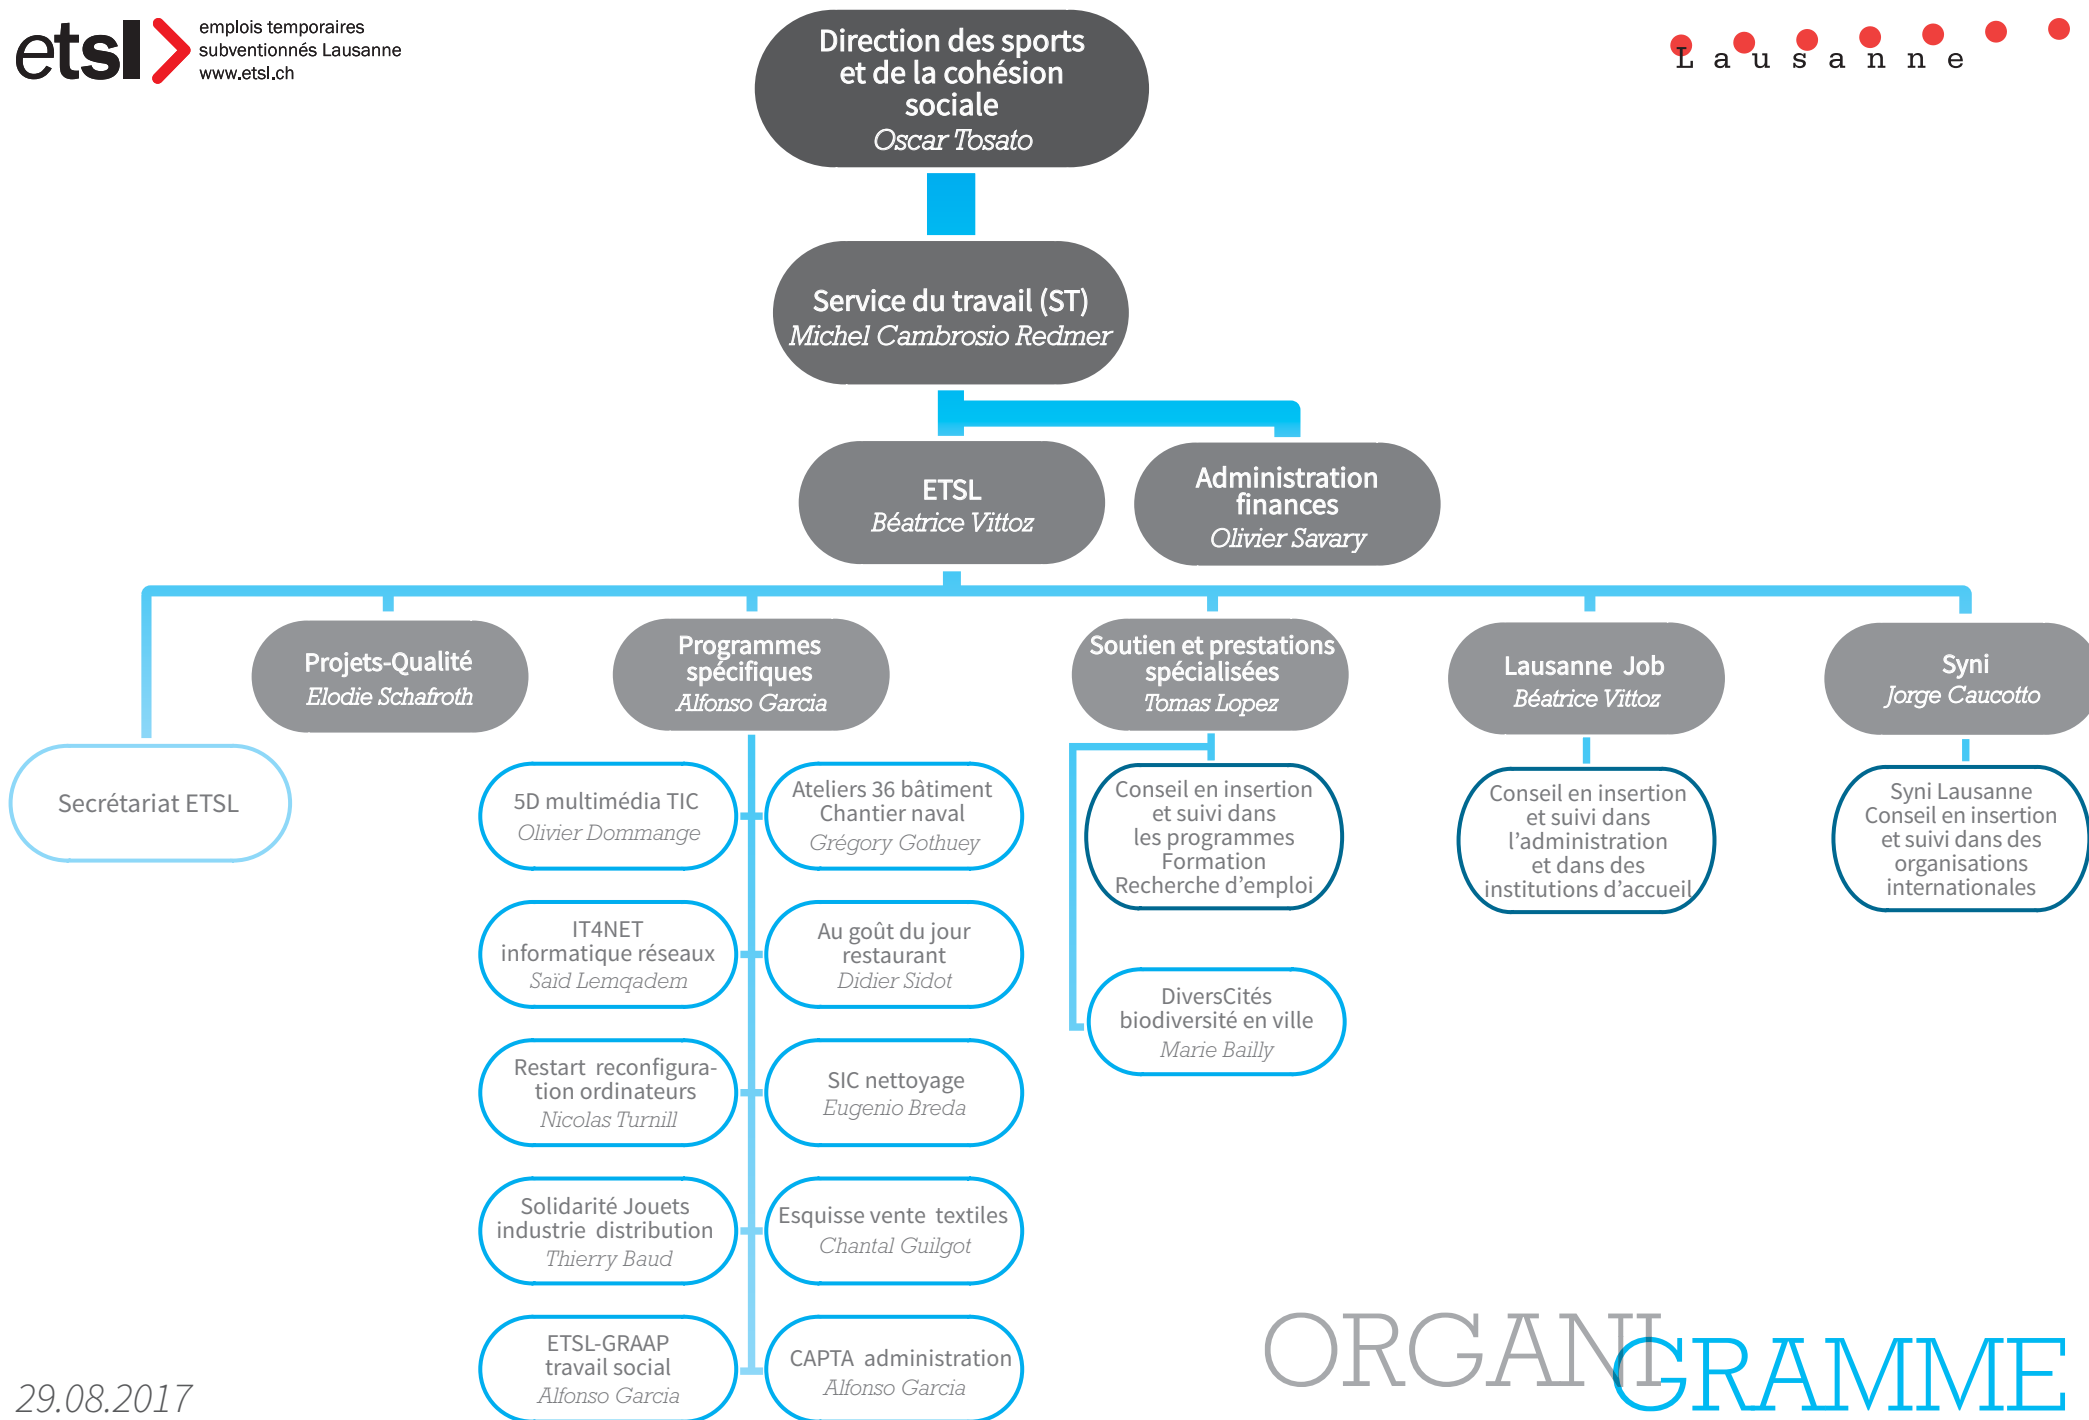 etsl
emplois temporaires
subventionnés Lausanne
www.etsl.ch
Lausanne
Direction des sports
et de la cohésion
sociale
Oscar Tosato
Service du travail (ST)
Michel Cambrosio Redmer
ETSL
Béatrice Vittoz
Administration
finances
Olivier Savary
Projets-Qualité
Elodie Schafroth
Programmes
spécifiques
Alfonso Garcia
Soutien et prestations
spécialisées
Tomas Lopez
Lausanne Job
Béatrice Vittoz
Syni
Jorge Caucotto
Secrétariat ETSL
5D multimédia TIC
Olivier Dommange
Ateliers 36 bâtiment
Chantier naval
Grégory Gothuey
Conseil en insertion
et suivi dans
les programmes
Formation
Recherche d'emploi
Conseil en insertion
et suivi dans
l'administration
et dans des
institutions d'accueil
Syni Lausanne
Conseil en insertion
et suivi dans des
organisations
internationales
IT4NET
informatique réseaux
Saïd Lemqadem
Au goût du jour
restaurant
Didier Sidot
DiversCités
biodiversité en ville
Marie Bailly
Restart reconfigura-
tion ordinateurs
Nicolas Turnill
SIC nettoyage
Eugenio Breda
Solidarité Jouets
industrie distribution
Thierry Baud
Esquisse vente textiles
Chantal Guilgot
ETSL-GRAAP
travail social
Alfonso Garcia
CAPTA administration
Alfonso Garcia
29.08.2017
ORGANIGRAMME